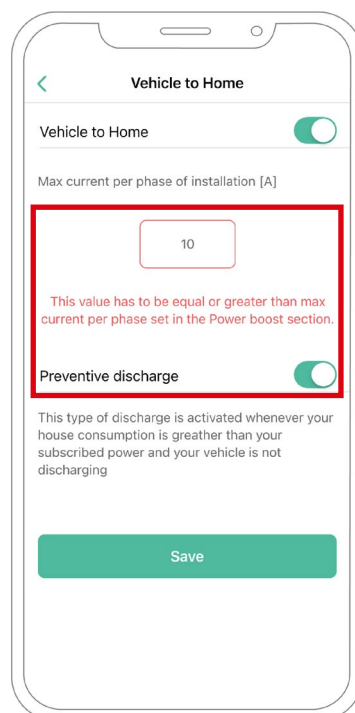 Vehicle to Home
Vehicle to Home
Max current per phase of installation [A]
10
This value has to be equal or greater than max
current per phase set in the Power boost section.
Preventive discharge
This type of discharge is activated whenever your
house consumption is greather than your
subscribed power and your vehicle is not
discharging
Save